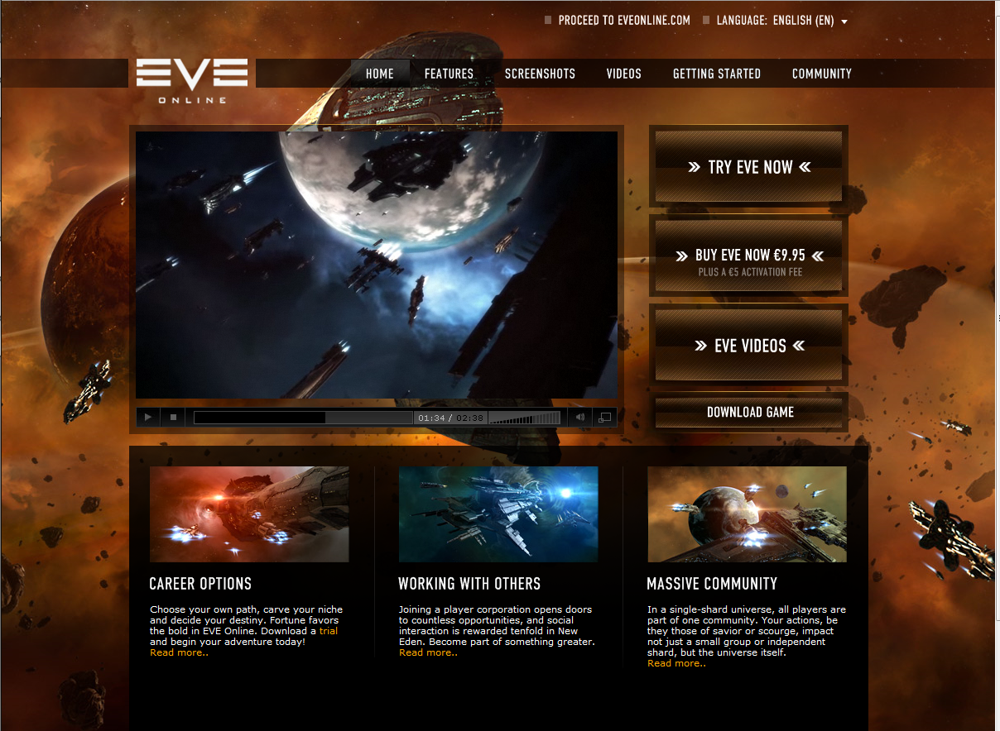 PROCEED TO EVEONLINE.COM
LANGUAGE: ENGLISH (EN)
EVE
ONLINE
HOME
FEATURES
SCREENSHOTS
VIDEOS
GETTING STARTED
COMMUNITY
» TRY EVE NOW «
» BUY EVE NOW €9.95 «
PLUS A €5 ACTIVATION FEE
» EVE VIDEOS «
DOWNLOAD GAME
01:34 / 02:38
CAREER OPTIONS
Choose your own path, carve your niche
and decide your destiny. Fortune favors
the bold in EVE Online. Download a trial
and begin your adventure today!
Read more..
WORKING WITH OTHERS
Joining a player corporation opens doors
to countless opportunities, and social
interaction is rewarded tenfold in New
Eden. Become part of something greater.
Read more..
MASSIVE COMMUNITY
In a single-shard universe, all players are
part of one community. Your actions, be
they those of savior or scourge, impact
not just a small group or independent
shard, but the universe itself.
Read more..